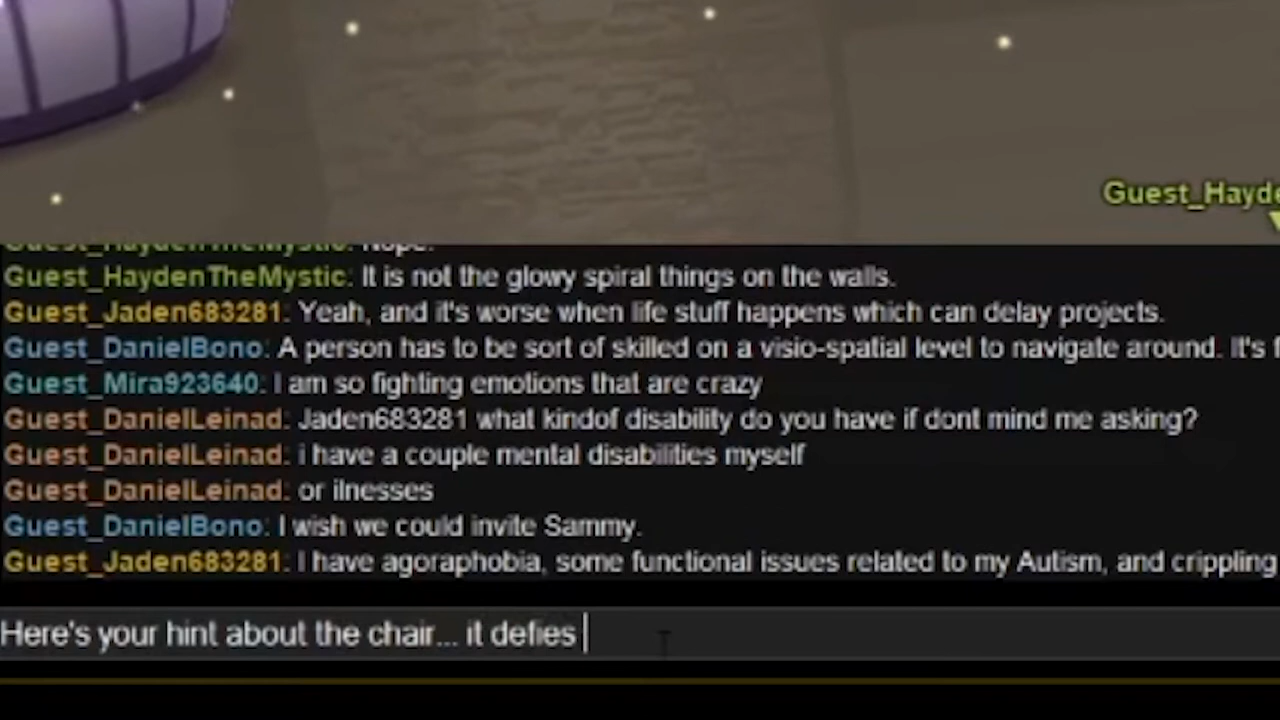 Guest_Hayde
Guest_HaydenTheMystic: Nope.
Guest_HaydenTheMystic: It is not the glowy spiral things on the walls.
Guest_Jaden683281: Yeah, and it's worse when life stuff happens which can delay projects.
Guest_DanielBono: A person has to be sort of skilled on a visio-spatial level to navigate around. It's f
Guest_Mira923640: I am so fighting emotions that are crazy
Guest_DanielLeinad: Jaden683281 what kindof disability do you have if dont mind me asking?
Guest_DanielLeinad: i have a couple mental disabilities myself
Guest_DanielLeinad: or ilnesses
Guest_DanielBono: I wish we could invite Sammy.
Guest_Jaden683281: I have agoraphobia, some functional issues related to my Autism, and crippling
Here's your hint about the chair... it defies